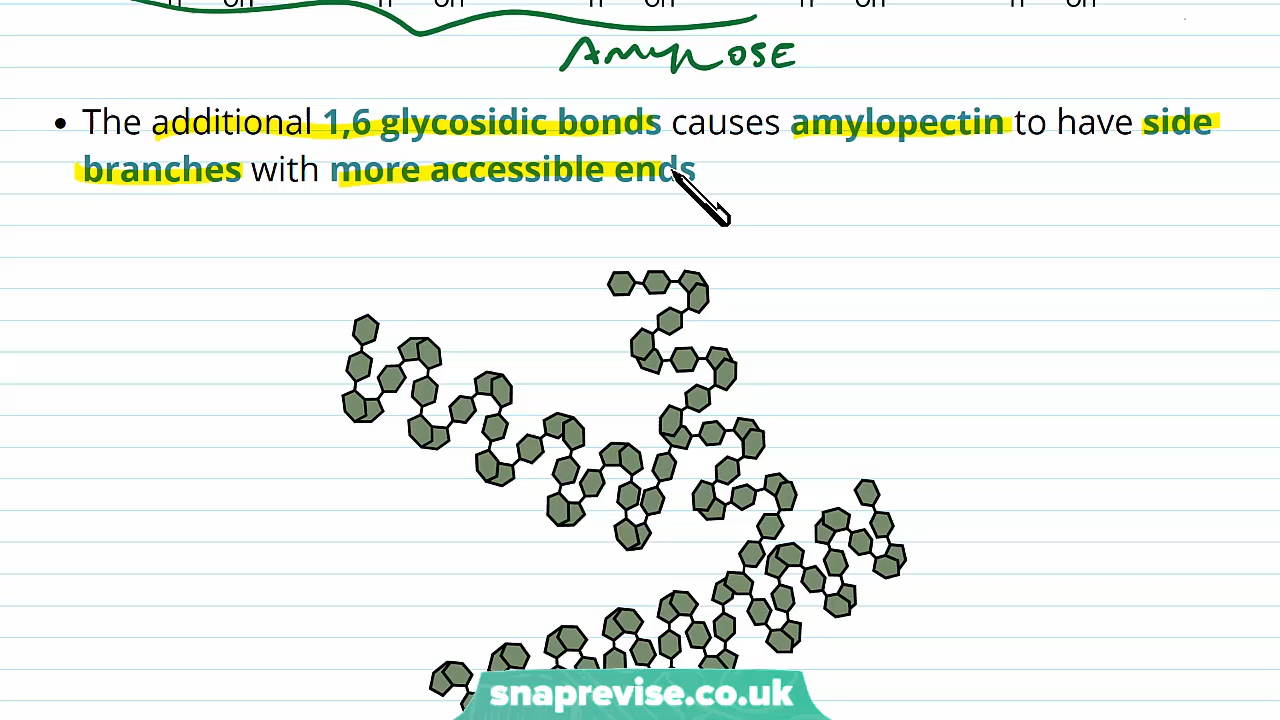 AMYLOSE
• The additional 1,6 glycosidic bonds causes amylopectin to have side
branches with more accessible ends
snaprevise.co.uk